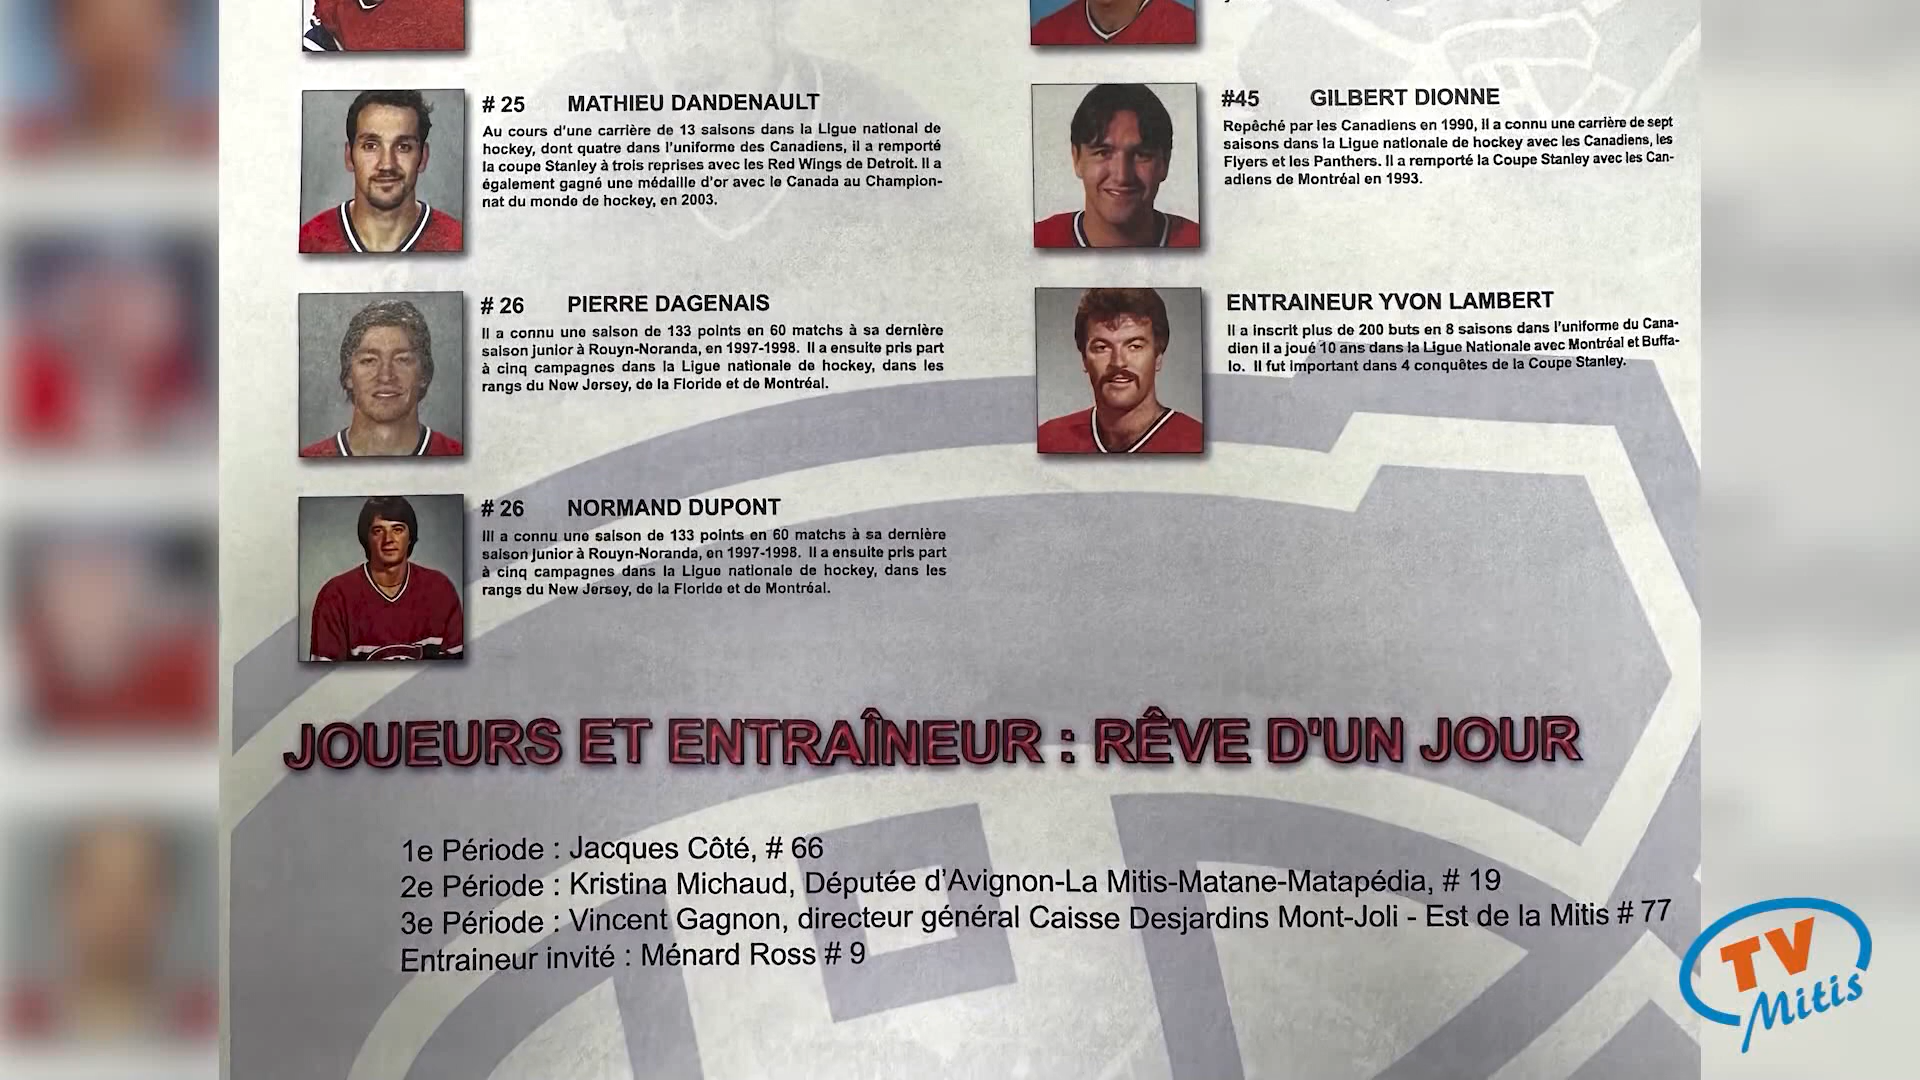 # 25 MATHIEU DANDENAULT
Au cours d'une carrière de 13 saisons dans la Ligue national de
hockey, dont quatre dans l'uniforme des Canadiens, il a remporté
la coupe Stanley à trois reprises avec les Red Wings de Detroit. Il a
également gagné une médaille d'or avec le Canada au Champion-
nat du monde de hockey, en 2003.
# 26 PIERRE DAGENAIS
Il a connu une saison de 133 points en 60 matchs à sa dernière
saison junior à Rouyn-Noranda, en 1997-1998. Il a ensuite pris part
à cinq campagnes dans la Ligue nationale de hockey, dans les
rangs du New Jersey, de la Floride et de Montréal.
# 26 NORMAND DUPONT
Ill a connu une saison de 133 points en 60 matchs à sa dernière
saison junior à Rouyn-Noranda, en 1997-1998. Il a ensuite pris part
à cinq campagnes dans la Ligue nationale de hockey, dans les
rangs du New Jersey, de la Floride et de Montréal.
#45 GILBERT DIONNE
Repêché par les Canadiens en 1990, il a connu une carrière de sept
saisons dans la Ligue nationale de hockey avec les Canadiens, les
Flyers et les Panthers. Il a remporté la Coupe Stanley avec les Can-
adiens de Montréal en 1993.
ENTRAINEUR YVON LAMBERT
Il a inscrit plus de 200 buts en 8 saisons dans l'uniforme du Cana-
dien il a joué 10 ans dans la Ligue Nationale avec Montréal et Buffa-
lo. Il fut important dans 4 conquêtes de la Coupe Stanley.
JOUEURS ET ENTRAÎNEUR : RÊVE D'UN JOUR
1e Période : Jacques Côté, # 66
2e Période : Kristina Michaud, Députée d'Avignon-La Mitis-Matane-Matapédia, # 19
3e Période : Vincent Gagnon, directeur général Caisse Desjardins Mont-Joli - Est de la Mitis # 77
Entraineur invité : Ménard Ross # 9
TV
Mitis